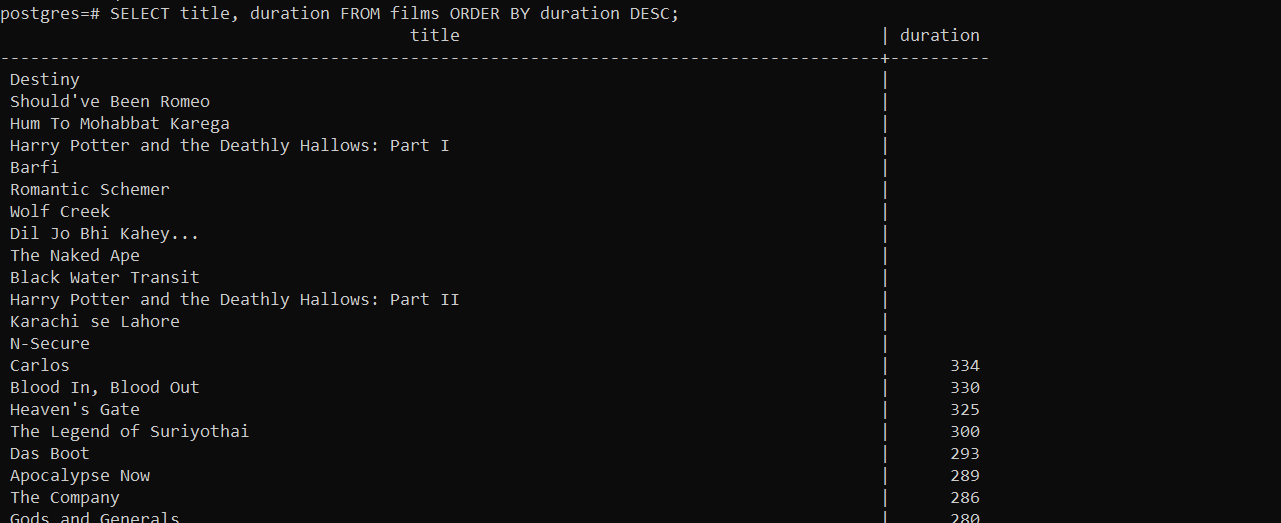 postgres=# SELECT title, duration FROM films ORDER BY duration DESC;
title | duration
----------------------------------------------------------------------------------------+----------
Destiny |
Should've Been Romeo |
Hum To Mohabbat Karega |
Harry Potter and the Deathly Hallows: Part I |
Barfi |
Romantic Schemer |
Wolf Creek |
Dil Jo Bhi Kahey... |
The Naked Ape |
Black Water Transit |
Harry Potter and the Deathly Hallows: Part II |
Karachi se Lahore |
N-Secure |
Carlos | 334
Blood In, Blood Out | 330
Heaven's Gate | 325
The Legend of Suriyothai | 300
Das Boot | 293
Apocalypse Now | 289
The Company | 286
Gods and Generals | 280